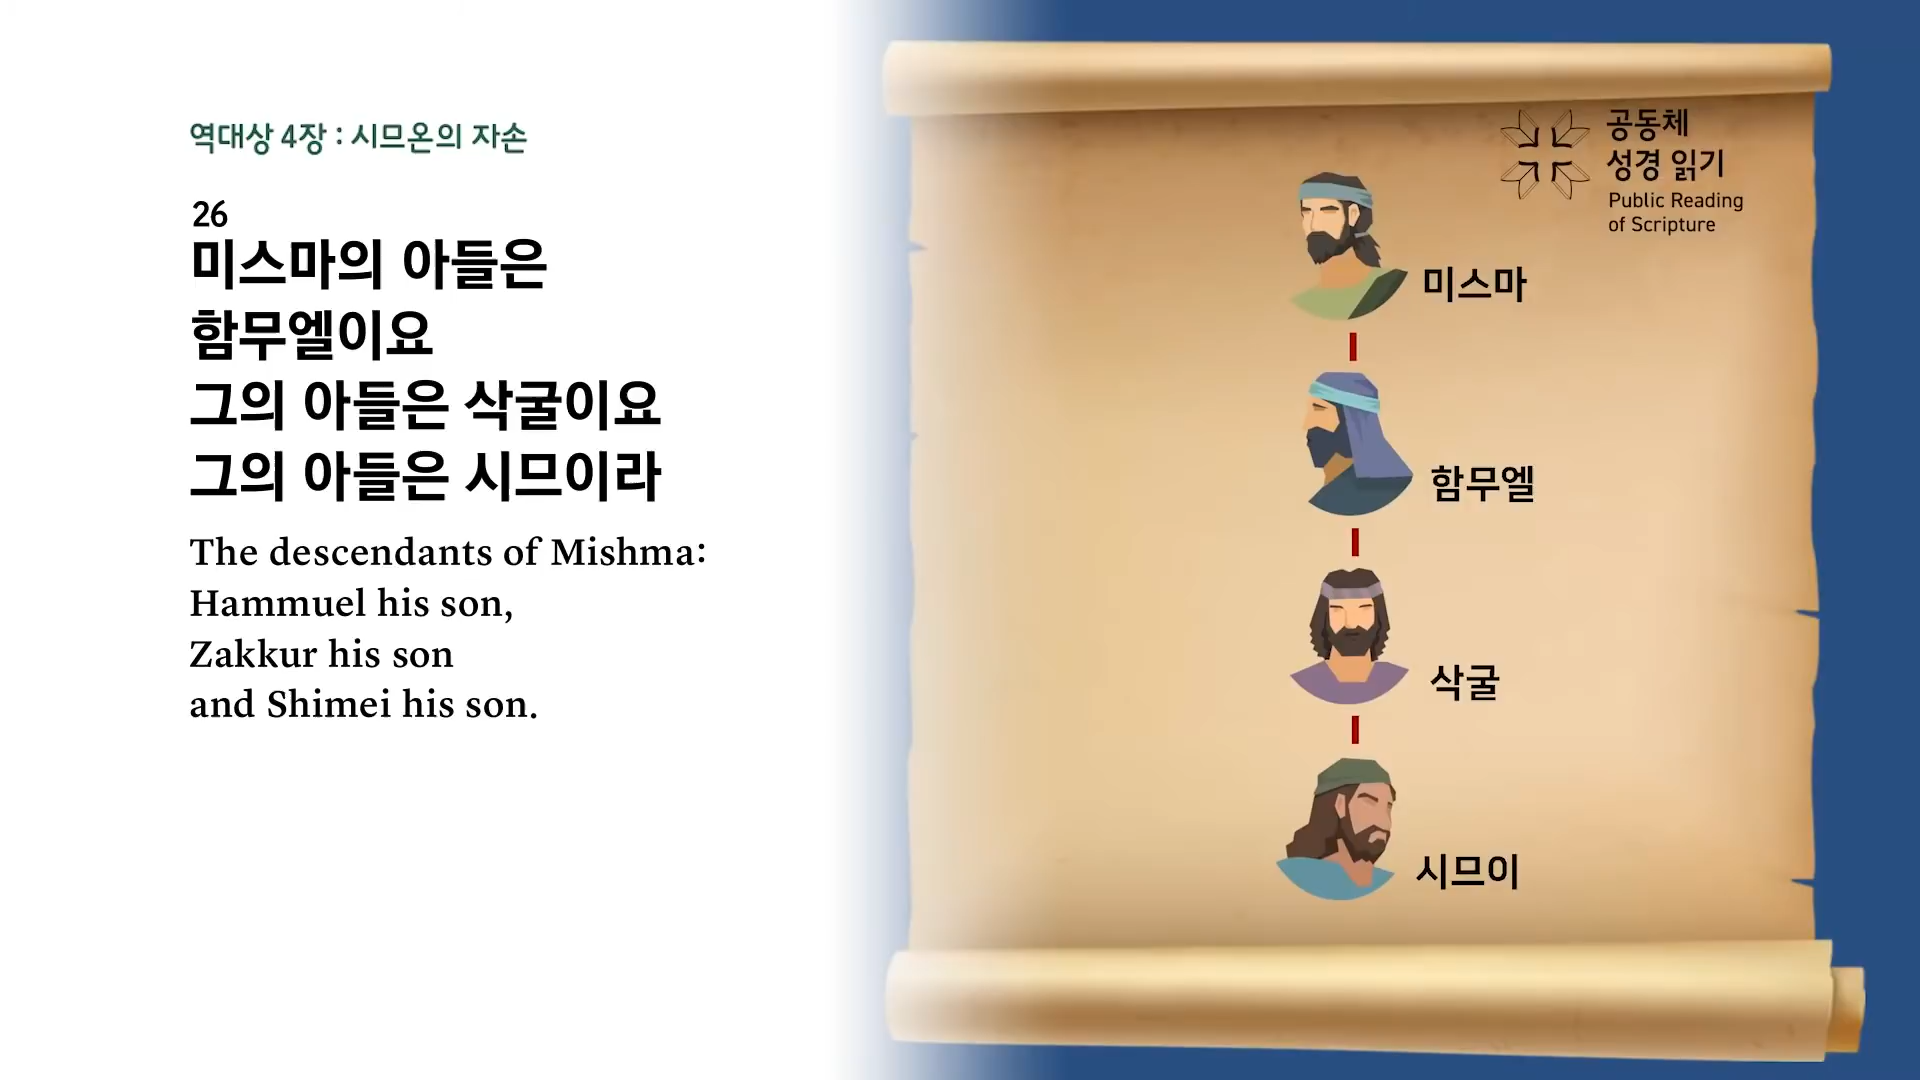 역대상 4장 : 시므온의 자손
26
미스마의 아들은
함무엘이요
그의 아들은 삭굴이요
그의 아들은 시므이라
The descendants of Mishma:
Hammuel his son,
Zakkur his son
and Shimei his son.
공동체
성경 읽기
Public Reading
of Scripture
미스마
함무엘
삭굴
시므이